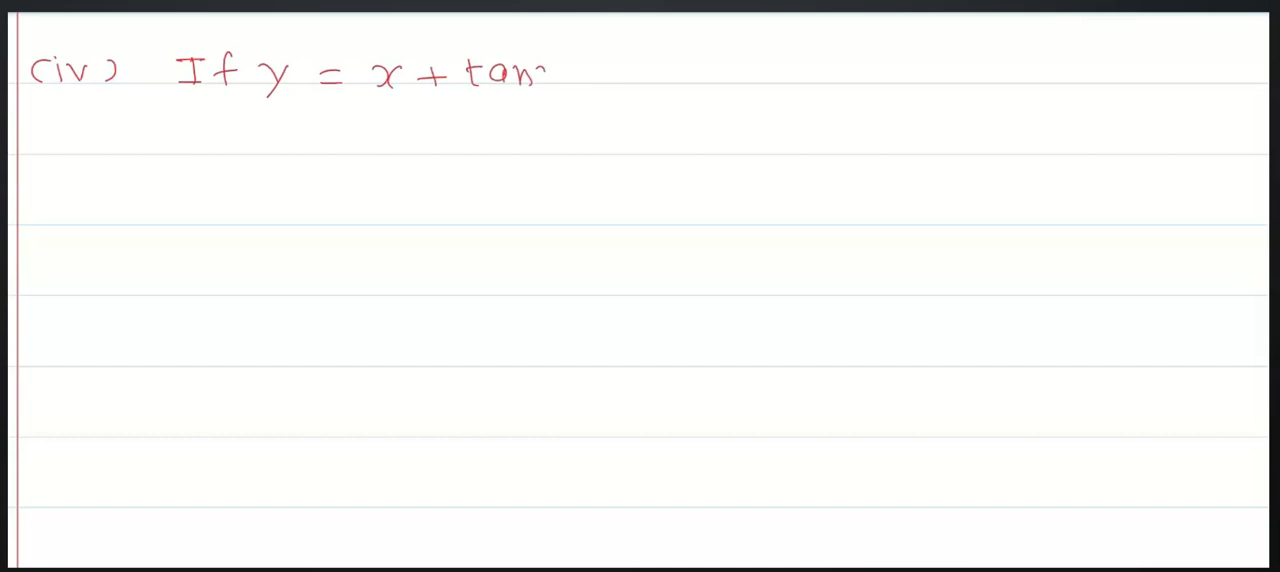 (iv) If y = x + tan